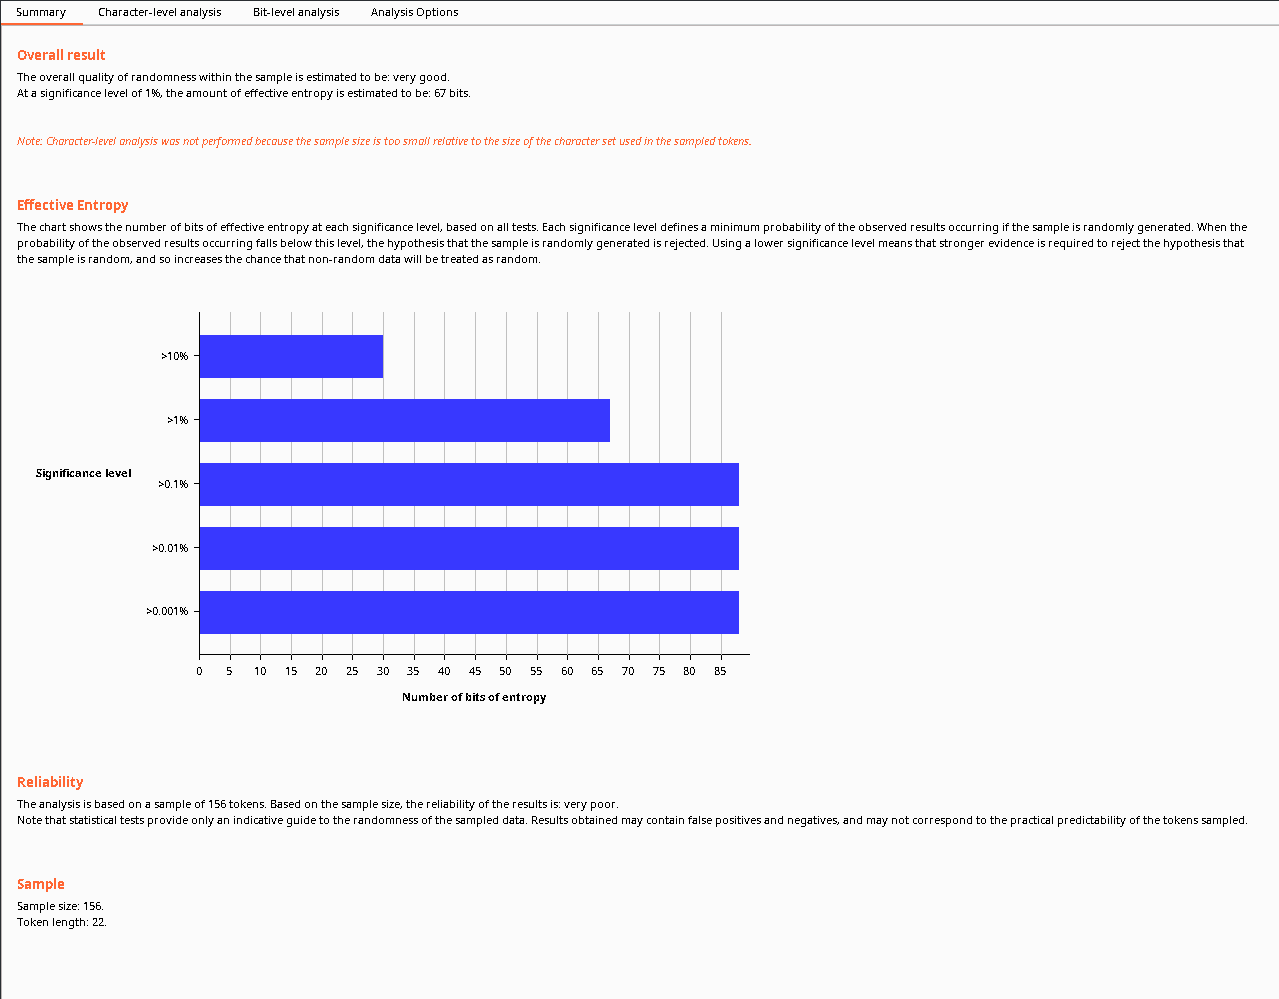 Summary Character-level analysis Bit-level analysis Analysis Options
Overall result
The overall quality of randomness within the sample is estimated to be: very good.
At a significance level of 1%, the amount of effective entropy is estimated to be: 67 bits.
Note: Character-level analysis was not performed because the sample size is too small relative to the size of the character set used in the sampled tokens.
Effective Entropy
The chart shows the number of bits of effective entropy at each significance level, based on all tests. Each significance level defines a minimum probability of the observed results occurring if the sample is randomly generated. When the
probability of the observed results occurring falls below this level, the hypothesis that the sample is randomly generated is rejected. Using a lower significance level means that stronger evidence is required to reject the hypothesis that
the sample is random, and so increases the chance that non-random data will be treated as random.
>10%
>1%
Significance level
>0.1%
>0.01%
>0.001%
0 5 10 15 20 25 30 35 40 45 50 55 60 65 70 75 80 85
Number of bits of entropy
Reliability
The analysis is based on a sample of 156 tokens. Based on the sample size, the reliability of the results is: very poor.
Note that statistical tests provide only an indicative guide to the randomness of the sampled data. Results obtained may contain false positives and negatives, and may not correspond to the practical predictability of the tokens sampled.
Sample
Sample size: 156.
Token length: 22.